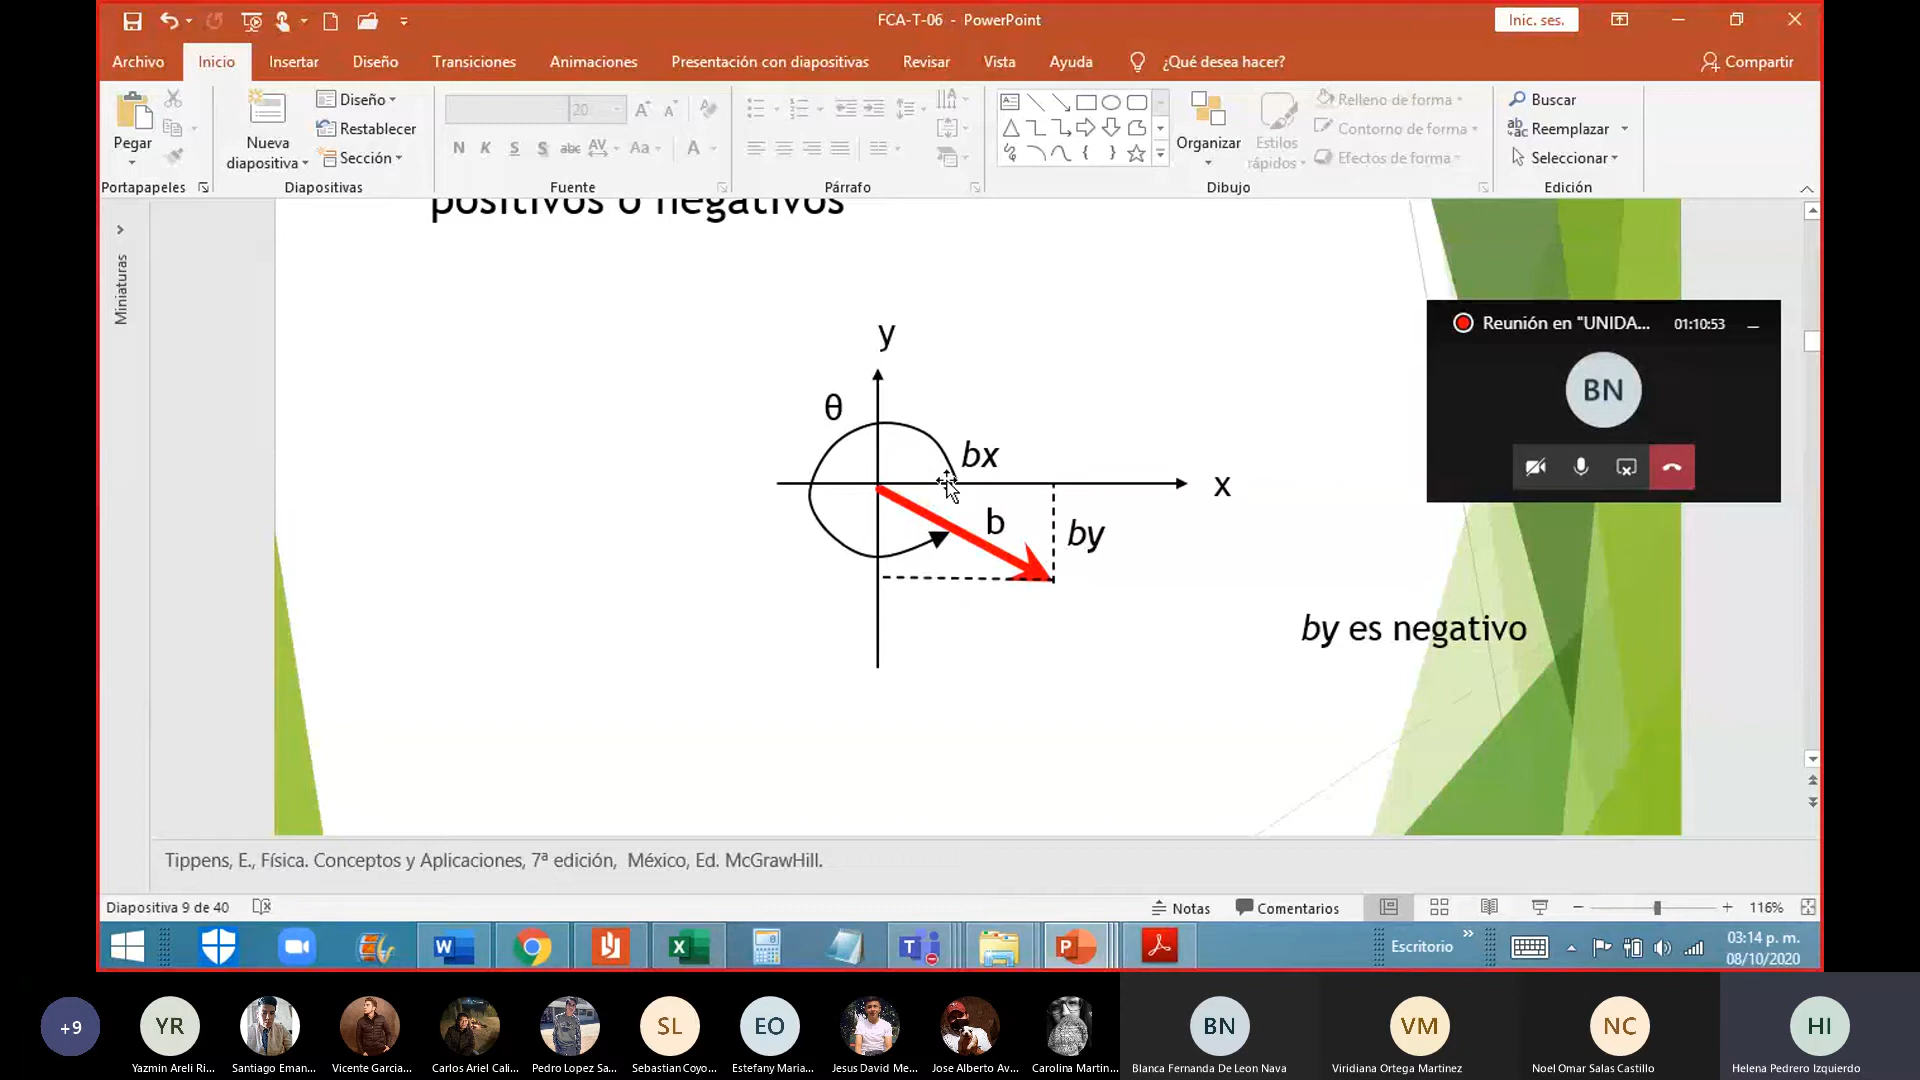 FCA-T-06 - PowerPoint
Inic. ses.
Archivo
Inicio
Insertar
Diseño
Transiciones
Animaciones
Presentación con diapositivas
Revisar
Vista
Ayuda
¿Qué desea hacer?
Compartir
Pegar
Portapapeles
Nueva
diapositiva
Diseño
Restablecer
Sección
Diapositivas
20
N K S S abc AV Aa A
Fuente
Párrafo
Organizar
Estilos
rápidos
Relleno de forma
Contorno de forma
Efectos de forma
Dibujo
Buscar
Reemplazar
Seleccionar
Edición
Miniaturas
positivos o negativos
y
θ
bx
x
b
by
by es negativo
Reunión en "UNIDA...
01:10:53
BN
Tippens, E., Física. Conceptos y Aplicaciones, 7ª edición, México, Ed. McGrawHill.
Diapositiva 9 de 40
Notas
Comentarios
116%
Escritorio
03:14 p. m.
08/10/2020
+9
YR
SL
EO
BN
VM
NC
HI
Yazmin Areli Ri...
Santiago Eman...
Vicente Garcia...
Carlos Ariel Cali...
Pedro Lopez Sa...
Sebastian Coyo...
Estefany Maria...
Jesus David Me...
Jose Alberto Av...
Carolina Martin...
Blanca Fernanda De Leon Nava
Viridiana Ortega Martinez
Noel Omar Salas Castillo
Helena Pedrero Izquierdo